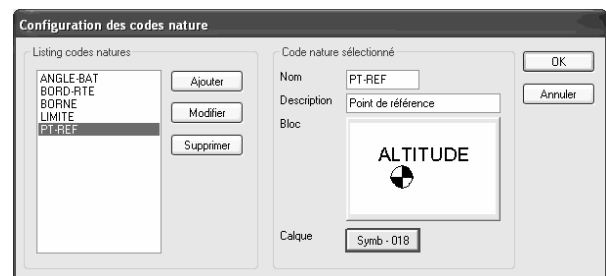 Configuration des codes nature
Listing codes natures
ANGLE-BAT
BORD-RTE
BORNE
LIMITE
PT-REF
Ajouter
Modifier
Supprimer
Code nature sélectionné
Nom
PT-REF
Description
Point de référence
Bloc
ALTITUDE
Calque
Symb - 018
OK
Annuler